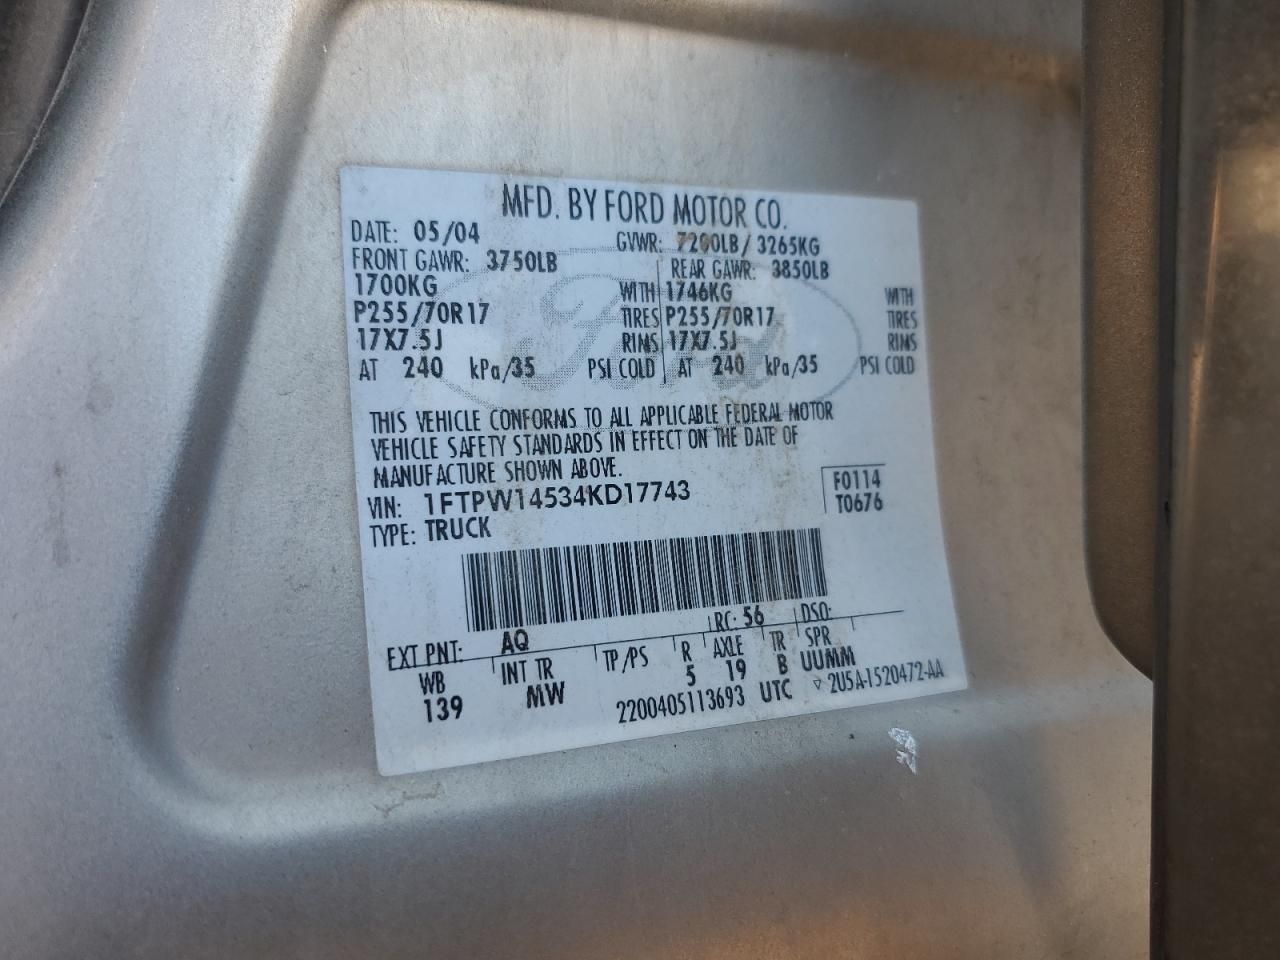 MFD. BY FORD MOTOR CO.
DATE: 05/04 GVWR: 7200LB/ 3265KG
FRONT GAWR: 3750LB REAR GAWR: 3850LB
1700KG WITH 1746KG WITH
P255/70R17 TIRES P255/70R17 TIRES
17X7.5J RIMS 17X7.5J RIMS
AT 240 kPa/35 PSI COLD AT 240 kPa/35 PSI COLD
Ford
THIS VEHICLE CONFORMS TO ALL APPLICABLE FEDERAL MOTOR
VEHICLE SAFETY STANDARDS IN EFFECT ON THE DATE OF
MANUFACTURE SHOWN ABOVE.
VIN: 1FTPW14534KD17743 F0114
TYPE: TRUCK T0676
EXT PNT: AQ RC: 56 DSO:
WB INT TR TP/PS R AXLE TR SPR
139 MW 5 19 B UUMM
2200405113693 UTC ▽ 2U5A-1520472-AA